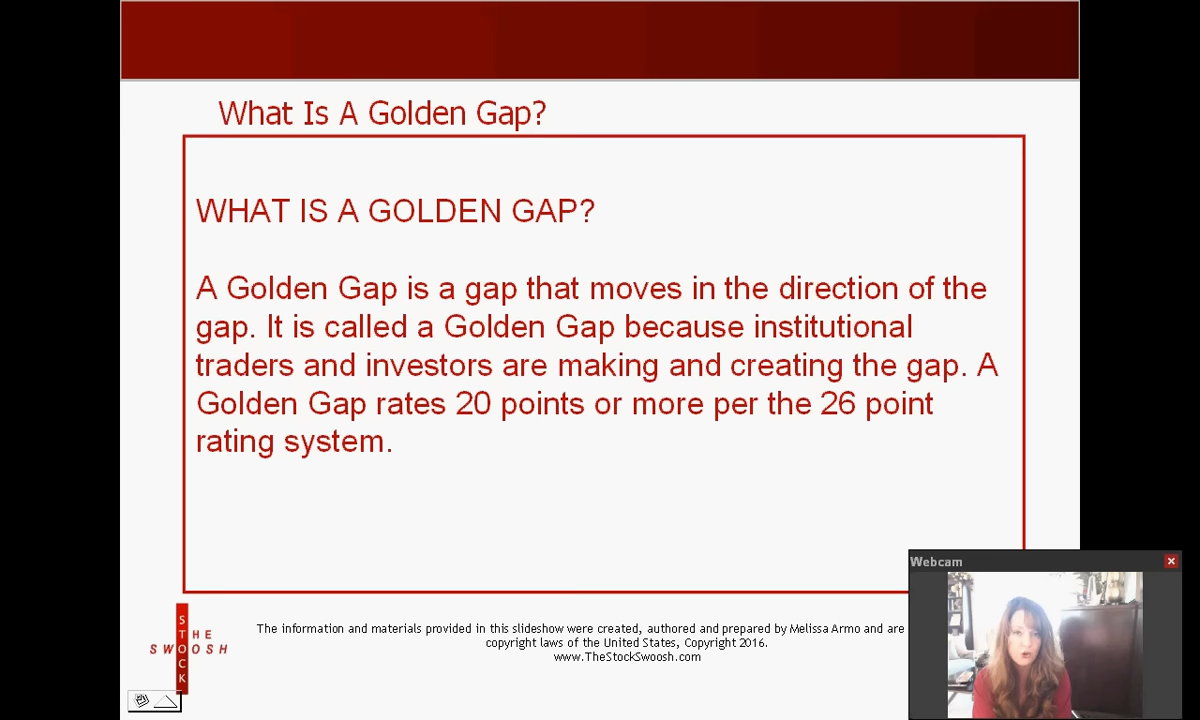 What Is A Golden Gap?
WHAT IS A GOLDEN GAP?
A Golden Gap is a gap that moves in the direction of the
gap. It is called a Golden Gap because institutional
traders and investors are making and creating the gap. A
Golden Gap rates 20 points or more per the 26 point
rating system.
Webcam
THE
STOCK
SWOOSH
The information and materials provided in this slideshow were created, authored and prepared by Melissa Armo and are
copyright laws of the United States, Copyright 2016.
www.TheStockSwoosh.com